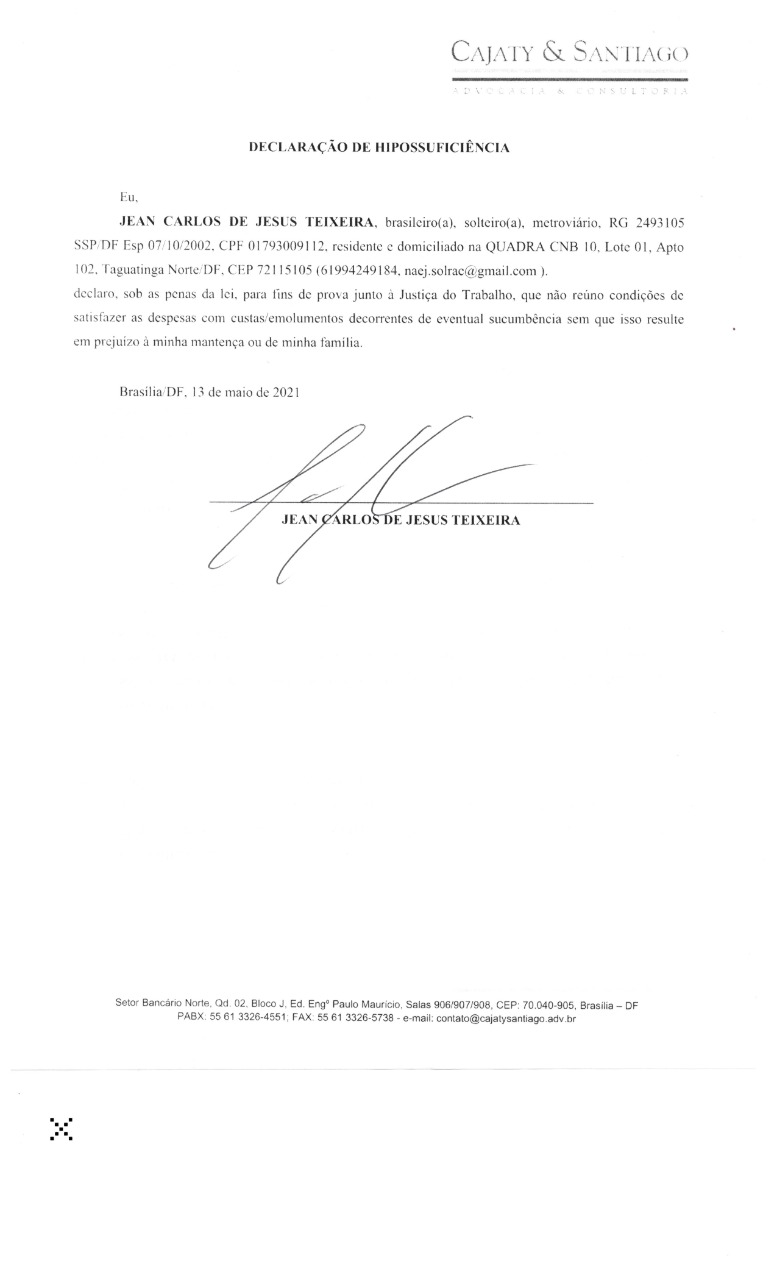 CAJATY & SANTIAGO
ADVOCACIA & CONSULTORIA
DECLARAÇÃO DE HIPOSSUFICIÊNCIA
Eu,
JEAN CARLOS DE JESUS TEIXEIRA, brasileiro(a), solteiro(a), metroviário, RG 2493105
SSP/DF Esp 07/10/2002, CPF 01793009112, residente e domiciliado na QUADRA CNB 10, Lote 01, Apto
102, Taguatinga Norte/DF, CEP 72115105 (61994249184, naej.solrac@gmail.com ).
declaro, sob as penas da lei, para fins de prova junto à Justiça do Trabalho, que não reúno condições de
satisfazer as despesas com custas/emolumentos decorrentes de eventual sucumbência sem que isso resulte
em prejuízo à minha mantença ou de minha família.
Brasília/DF, 13 de maio de 2021
JEAN CARLOS DE JESUS TEIXEIRA
Setor Bancário Norte, Qd. 02, Bloco J, Ed. Engº Paulo Maurício, Salas 906/907/908, CEP: 70.040-905, Brasília – DF
PABX: 55 61 3326-4551; FAX: 55 61 3326-5738 - e-mail: contato@cajatysantiago.adv.br